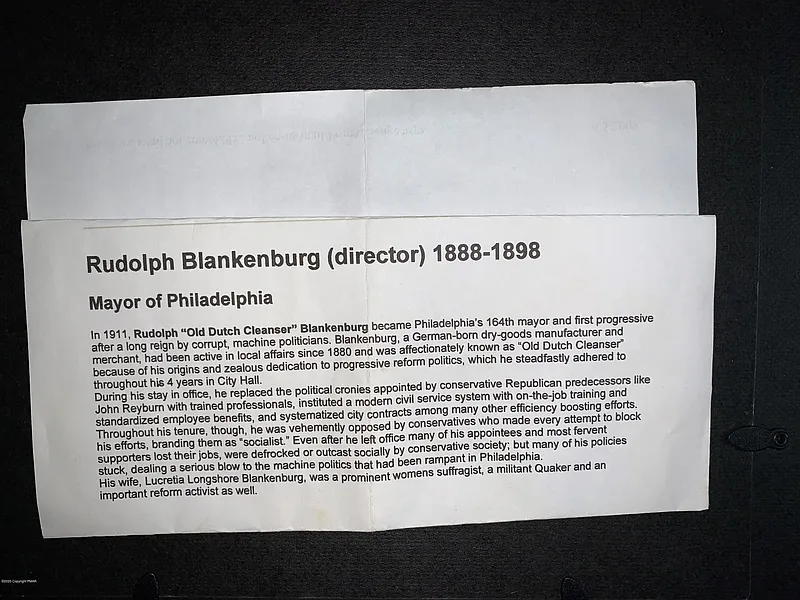 Rudolph Blankenburg (director) 1888-1898
Mayor of Philadelphia
In 1911, Rudolph “Old Dutch Cleanser” Blankenburg became Philadelphia's 164th mayor and first progressive
after a long reign by corrupt, machine politicians. Blankenburg, a German-born dry-goods manufacturer and
merchant, had been active in local affairs since 1880 and was affectionately known as “Old Dutch Cleanser”
because of his origins and zealous dedication to progressive reform politics, which he steadfastly adhered to
throughout his 4 years in City Hall.
During his stay in office, he replaced the political cronies appointed by conservative Republican predecessors like
John Reyburn with trained professionals, instituted a modern civil service system with on-the-job training and
standardized employee benefits, and systematized city contracts among many other efficiency boosting efforts.
Throughout his tenure, though, he was vehemently opposed by conservatives who made every attempt to block
his efforts, branding them as “socialist.” Even after he left office many of his appointees and most fervent
supporters lost their jobs, were defrocked or outcast socially by conservative society; but many of his policies
stuck, dealing a serious blow to the machine politics that had been rampant in Philadelphia.
His wife, Lucretia Longshore Blankenburg, was a prominent womens suffragist, a militant Quaker and an
important reform activist as well.